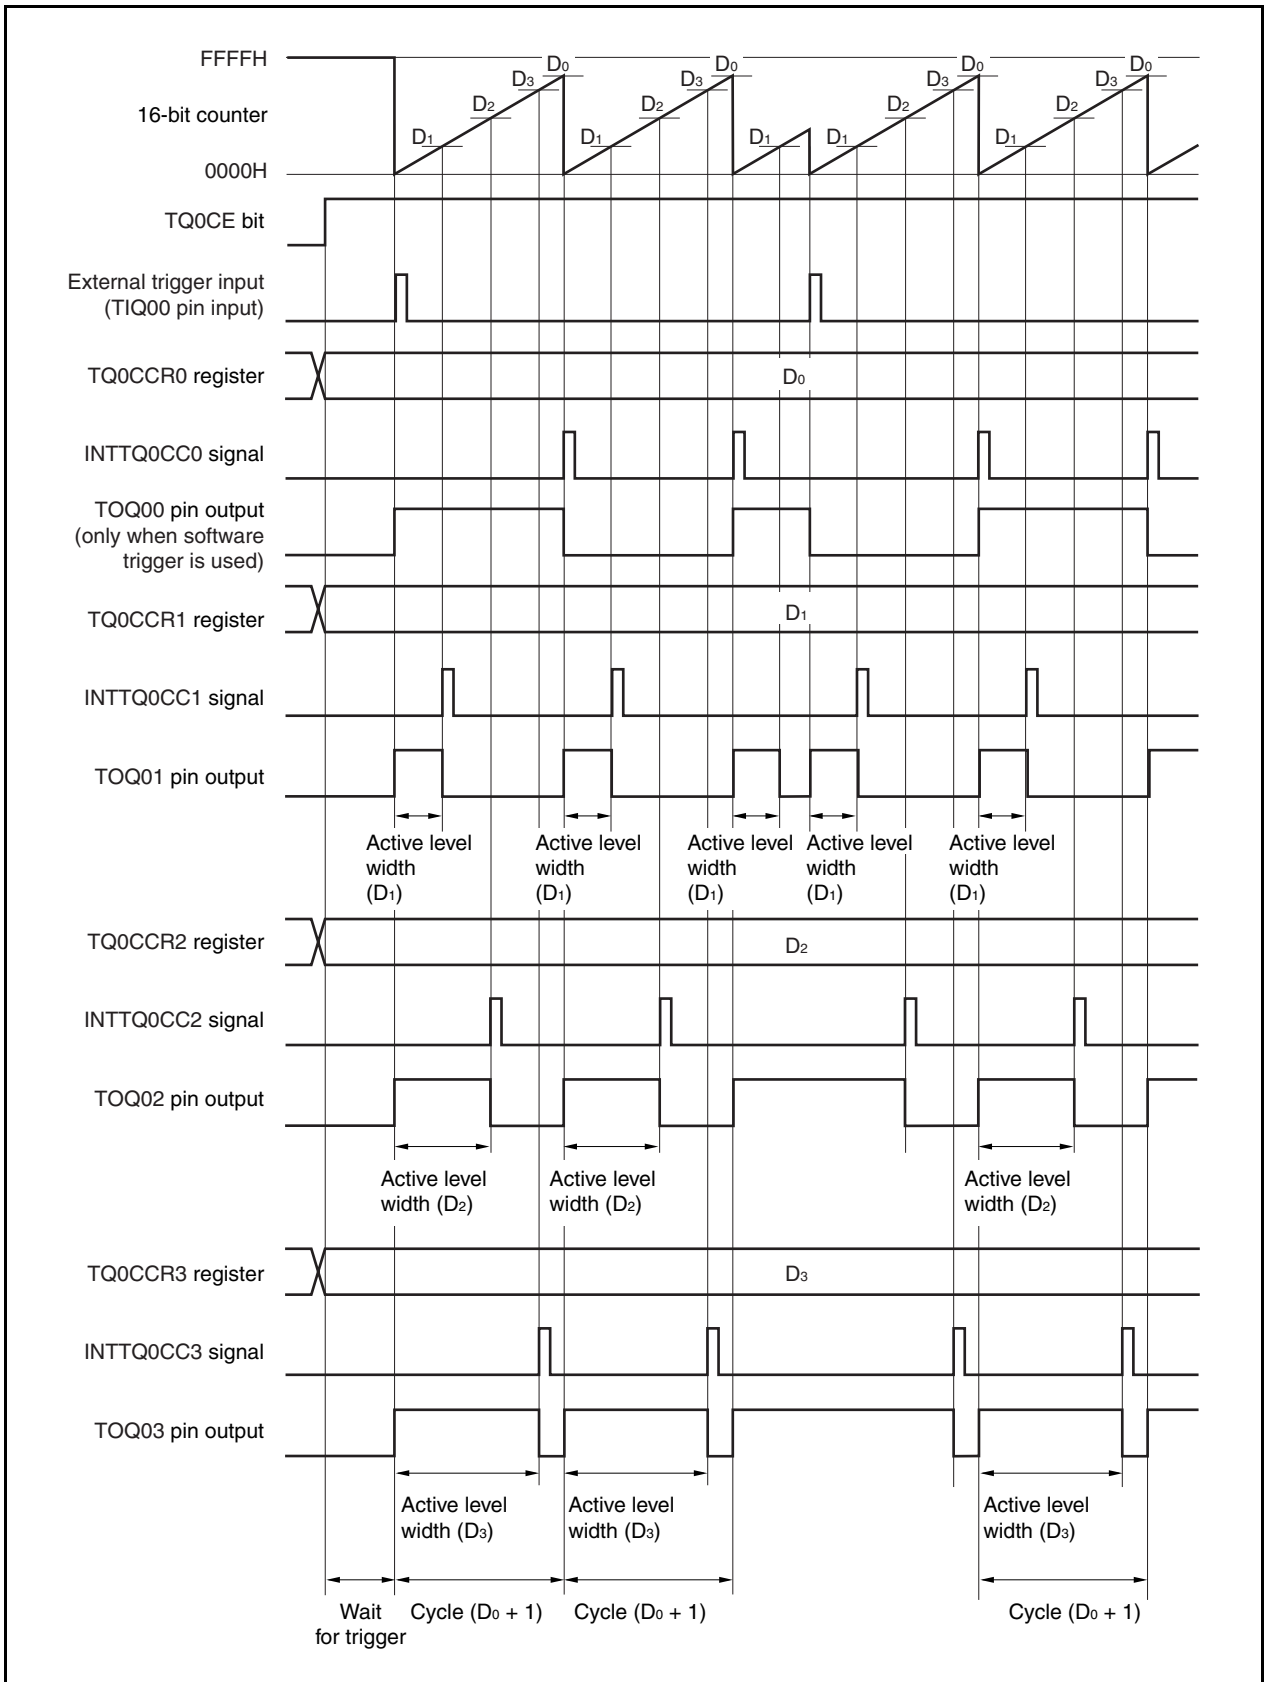 FFFFH
16-bit counter
0000H
D1
D2
D3
D0
D1
D2
D3
D0
D1
D1
D2
D3
D0
D1
D2
D3
D0
TQ0CE bit
External trigger input
(TIQ00 pin input)
TQ0CCR0 register
D0
INTTQ0CC0 signal
TOQ00 pin output
(only when software
trigger is used)
TQ0CCR1 register
D1
INTTQ0CC1 signal
TOQ01 pin output
Active level
width
(D1)
Active level
width
(D1)
Active level
width
(D1)
Active level
width
(D1)
Active level
width
(D1)
TQ0CCR2 register
D2
INTTQ0CC2 signal
TOQ02 pin output
Active level
width (D2)
Active level
width (D2)
Active level
width (D2)
TQ0CCR3 register
D3
INTTQ0CC3 signal
TOQ03 pin output
Active level
width (D3)
Active level
width (D3)
Active level
width (D3)
Wait
for trigger
Cycle (D0 + 1)
Cycle (D0 + 1)
Cycle (D0 + 1)